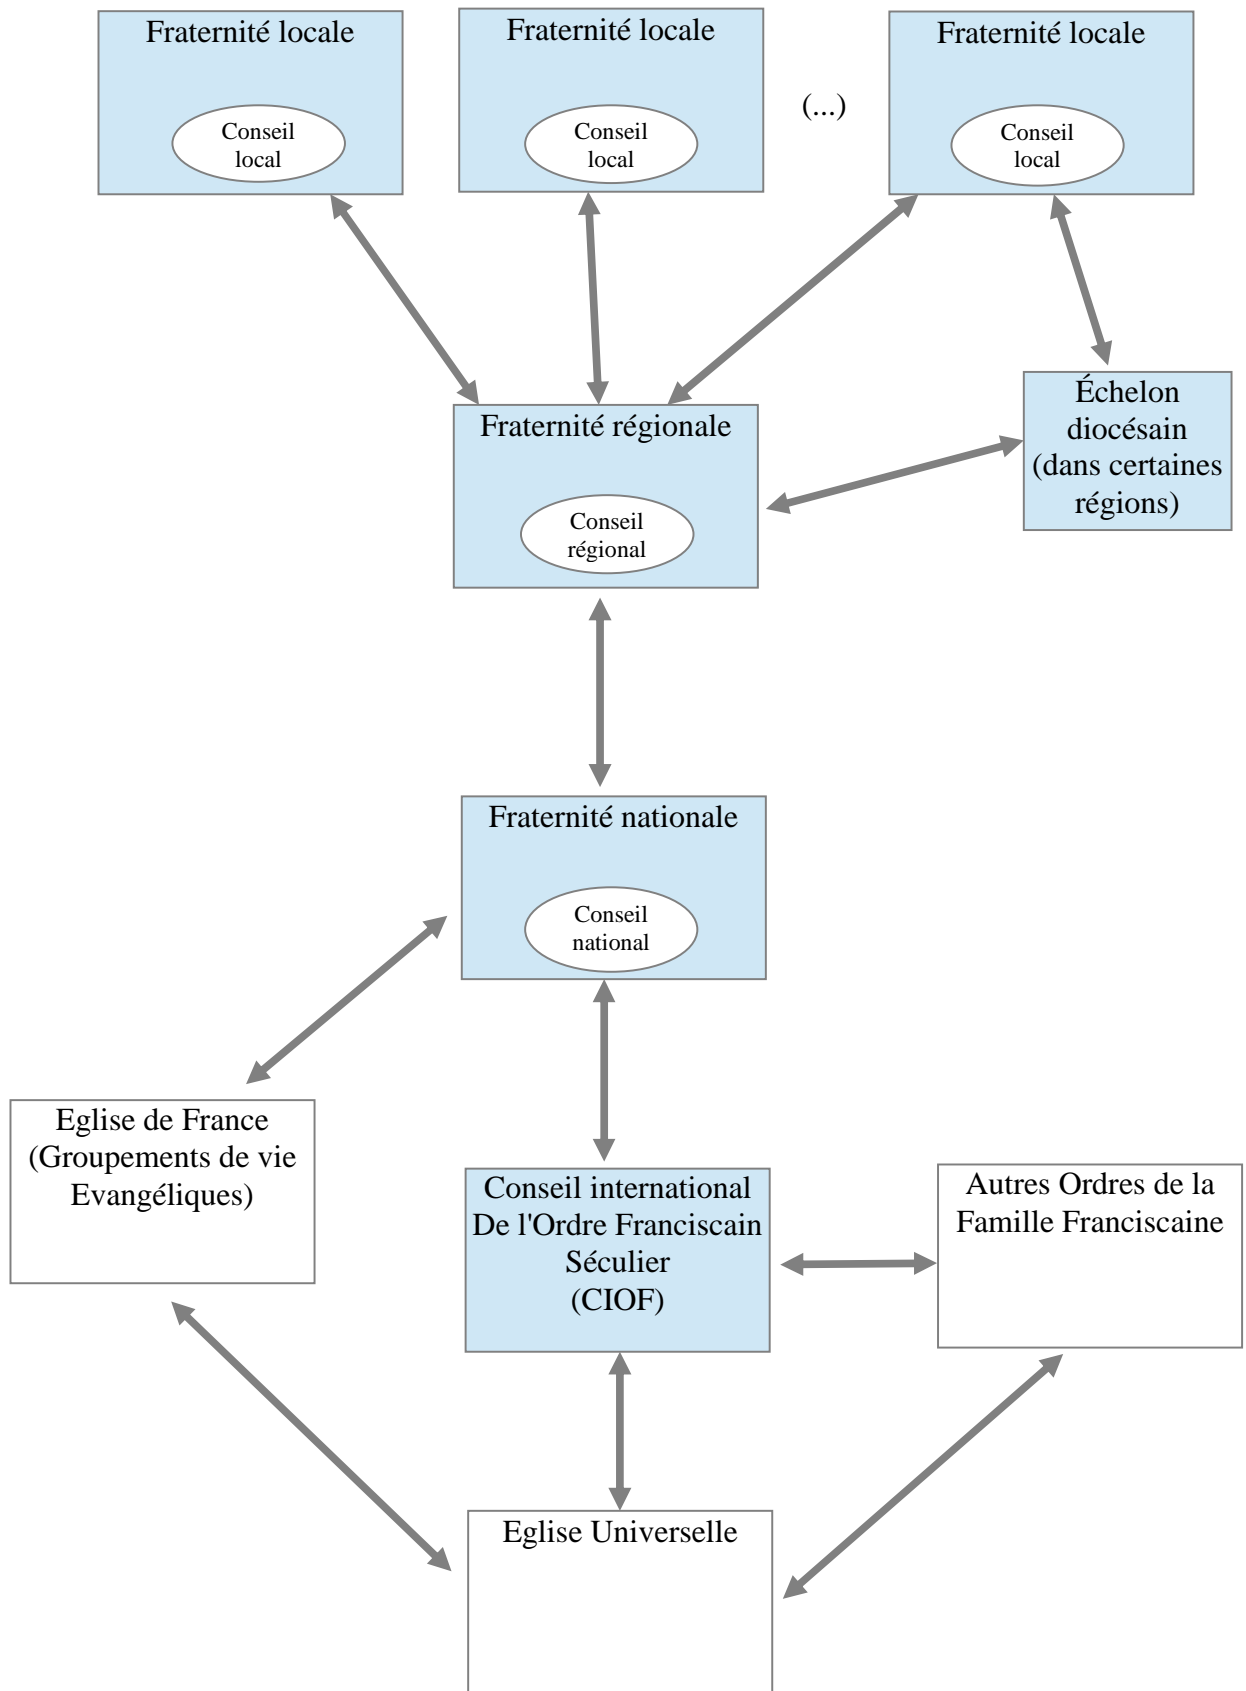 Fraternité locale
Conseil
local
Fraternité locale
Conseil
local
(...)
Fraternité locale
Conseil
local
Échelon
diocésain
(dans certaines
régions)
Fraternité régionale
Conseil
régional
Fraternité nationale
Conseil
national
Eglise de France
(Groupements de vie
Evangéliques)
Conseil international
De l'Ordre Franciscain
Séculier
(CIOF)
Autres Ordres de la
Famille Franciscaine
Eglise Universelle